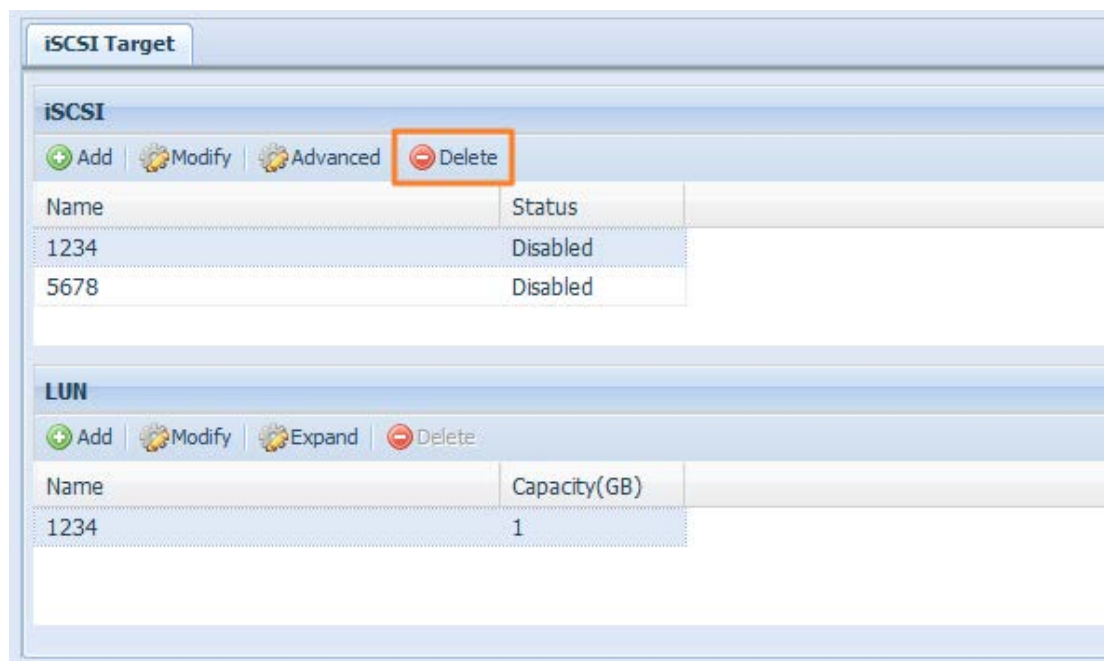 iSCSI Target
iSCSI
Add Modify Advanced Delete
Name Status
1234 Disabled
5678 Disabled
LUN
Add Modify Expand Delete
Name Capacity(GB)
1234 1